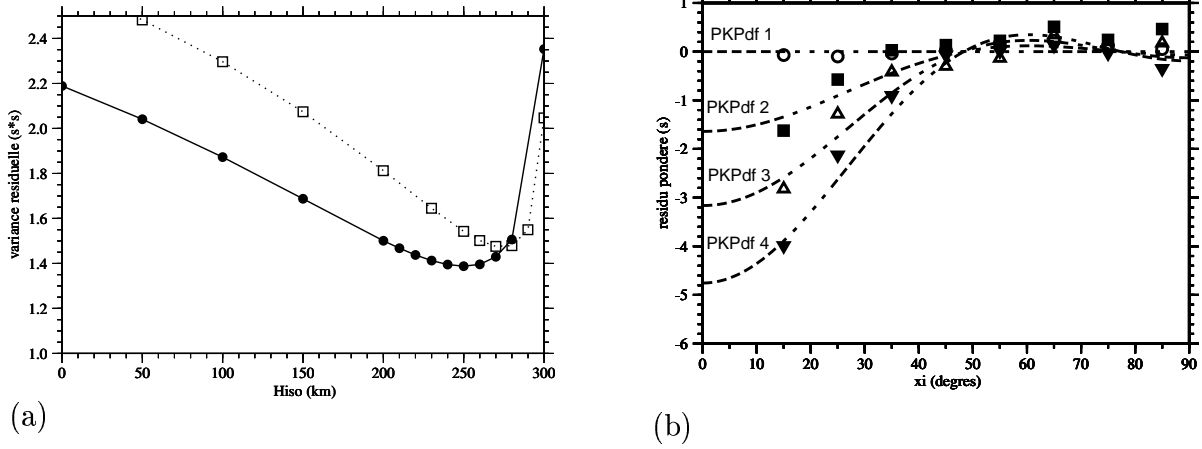 2.4
2.2
2.0
1.8
1.6
1.4
1.2
1.0
variance residuelle (s*s)
0 50 100 150 200 250 300
Hiso (km)
(a)
1
0
-1
-2
-3
-4
-5
-6
residu pondere (s)
PKPdf 1
PKPdf 2
PKPdf 3
PKPdf 4
0 10 20 30 40 50 60 70 80 90
xi (degres)
(b)